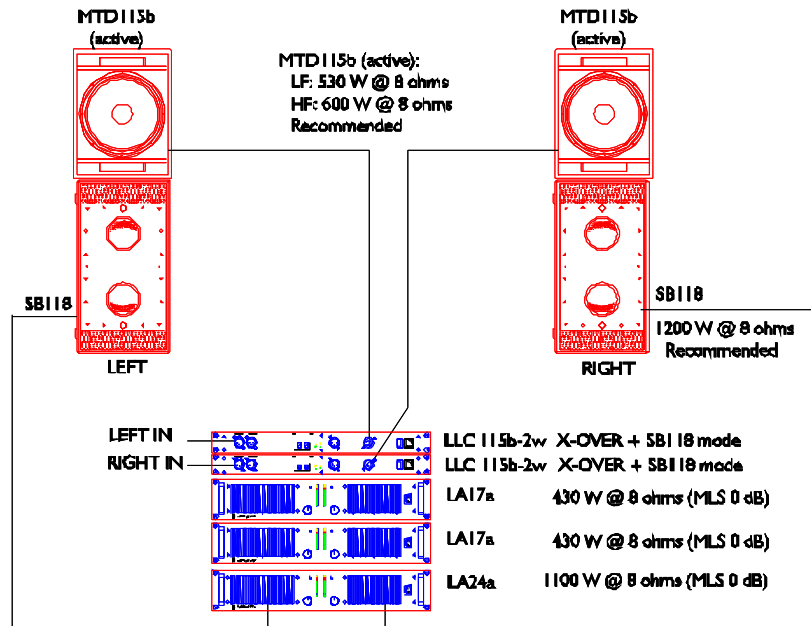 MTD115b
(active)
MTD115b
(active)
MTD115b (active):
LF: 530 W @ 8 ohms
HF: 600 W @ 8 ohms
Recommended
SB118
SB118
1200 W @ 8 ohms
Recommended
LEFT
RIGHT
LEFT IN
LLC 115b-2w X-OVER + SB118 mode
RIGHT IN
LLC 115b-2w X-OVER + SB118 mode
LA17a 430 W @ 8 ohms (MLS 0 dB)
LA17a 430 W @ 8 ohms (MLS 0 dB)
LA24a 1100 W @ 8 ohms (MLS 0 dB)